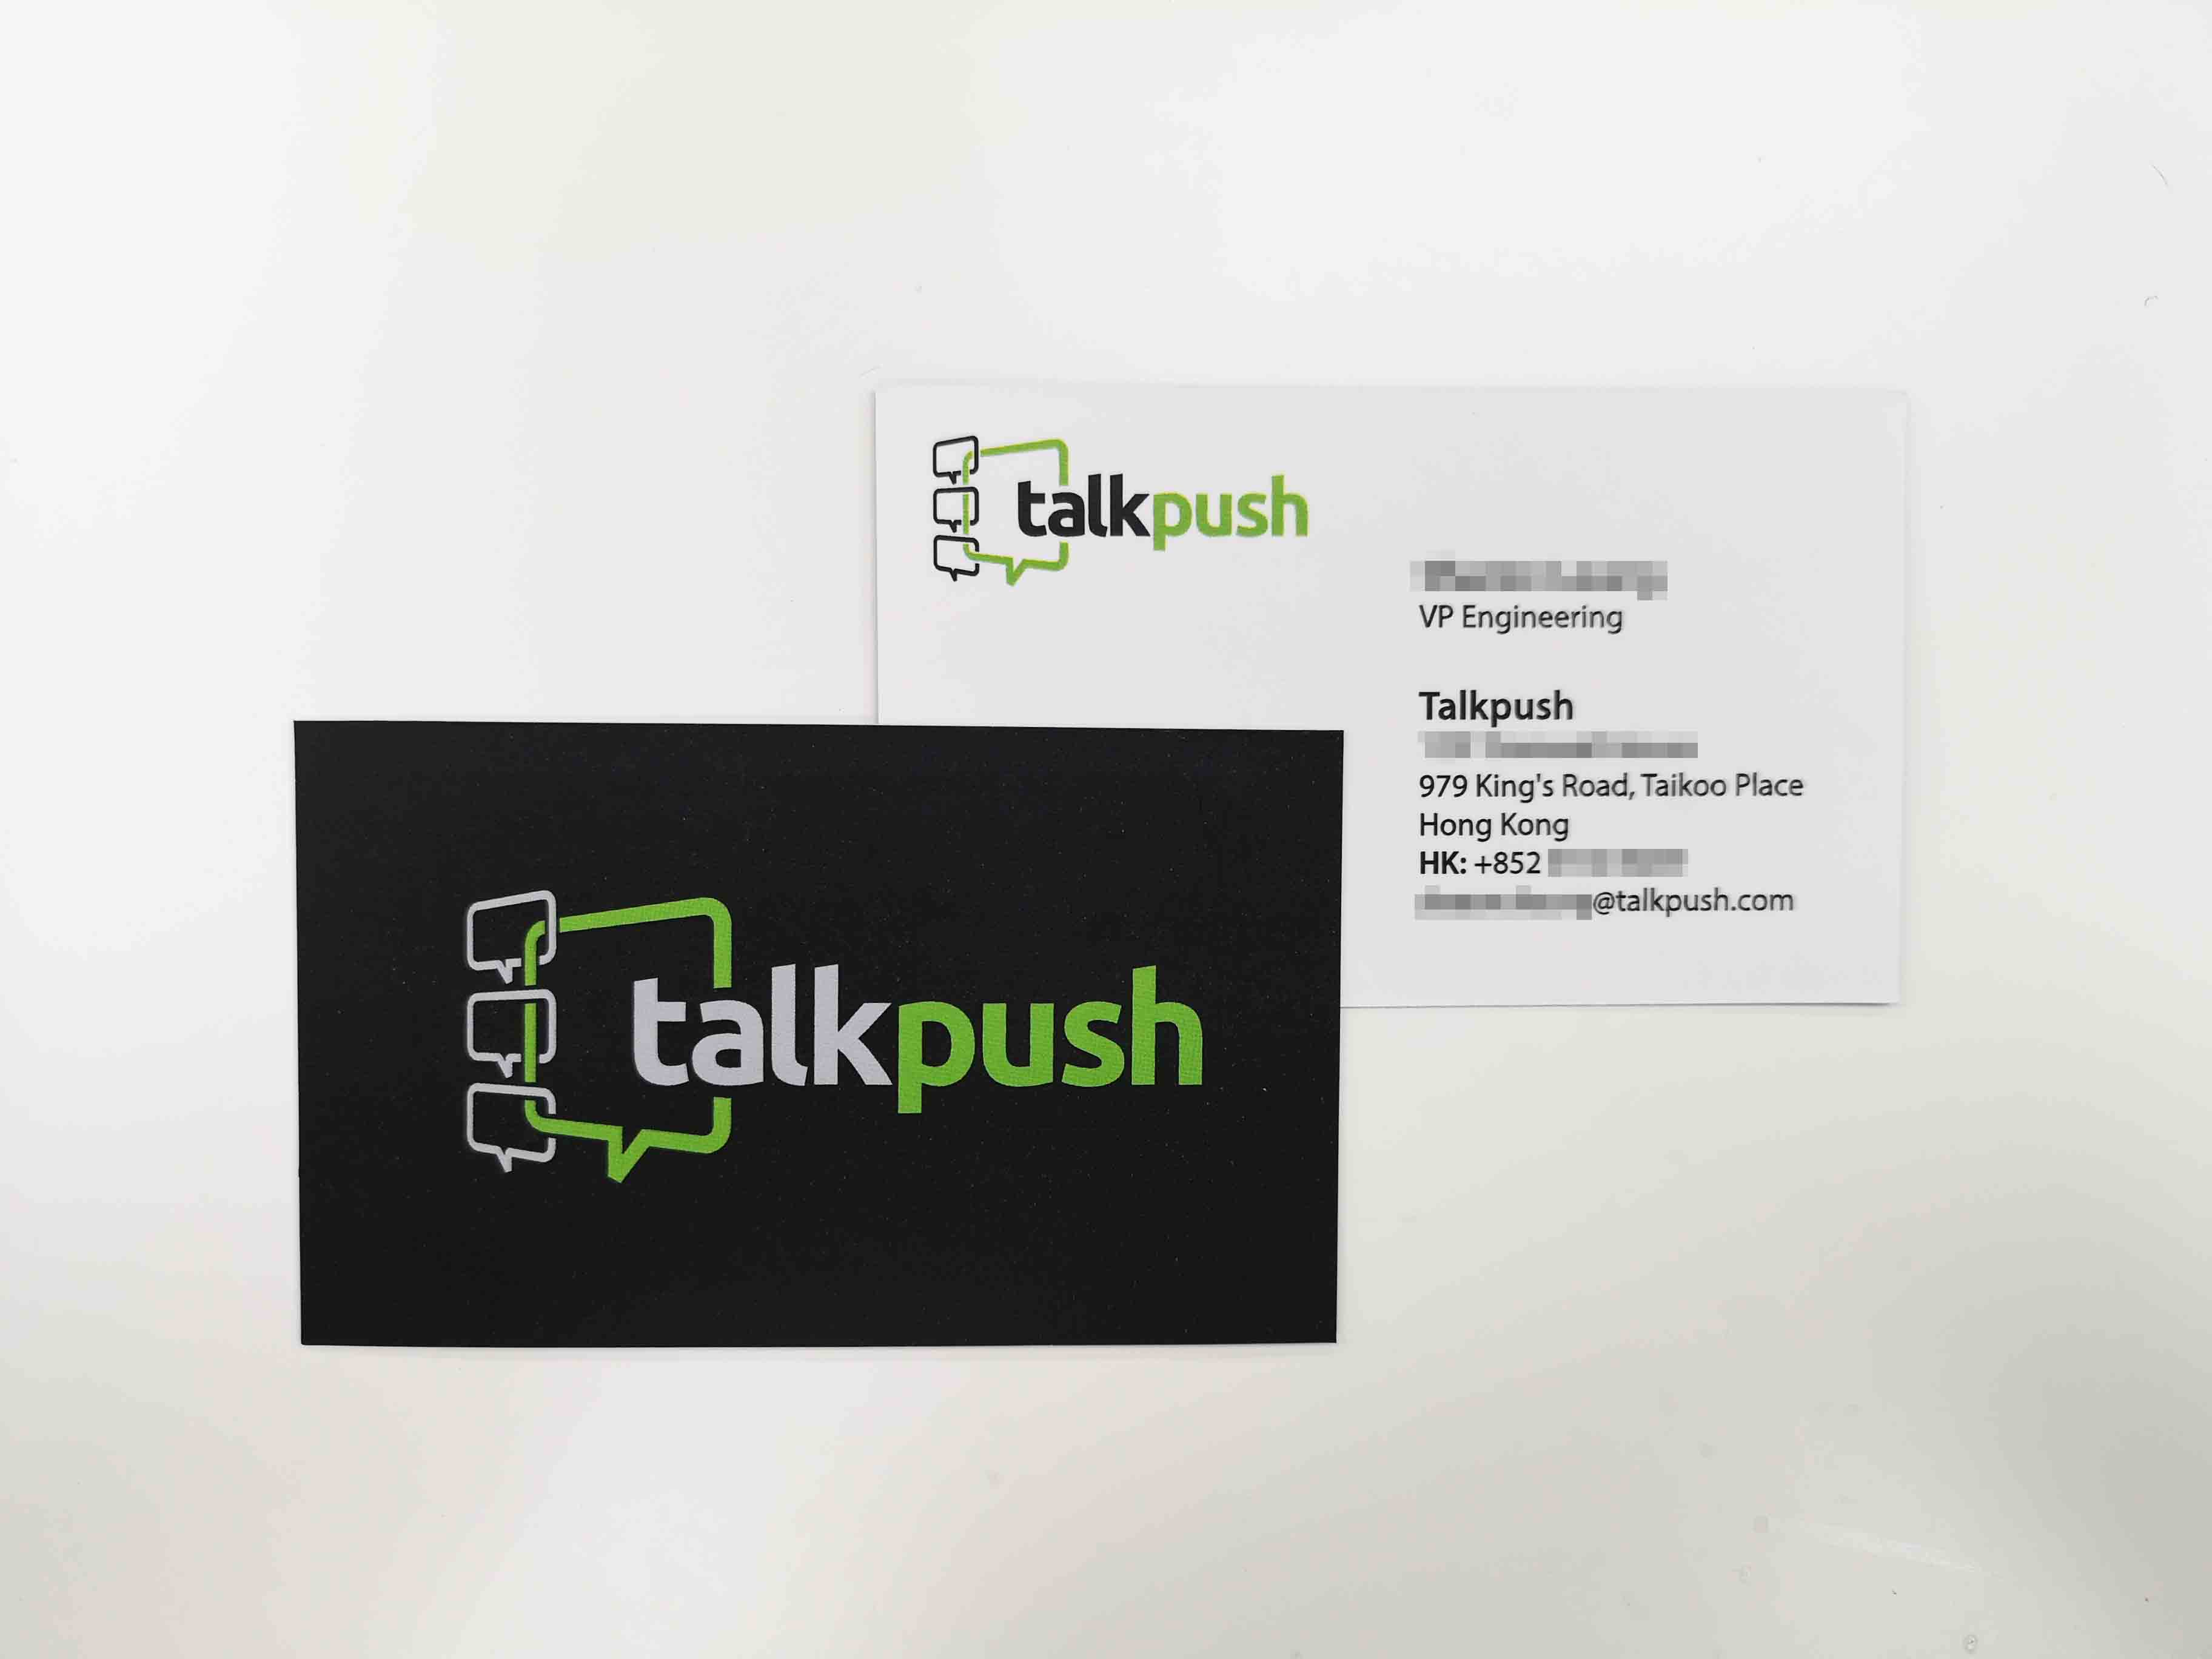 talkpush
VP Engineering
Talkpush
979 King's Road, Taikoo Place
Hong Kong
HK: +852
@talkpush.com
talkpush